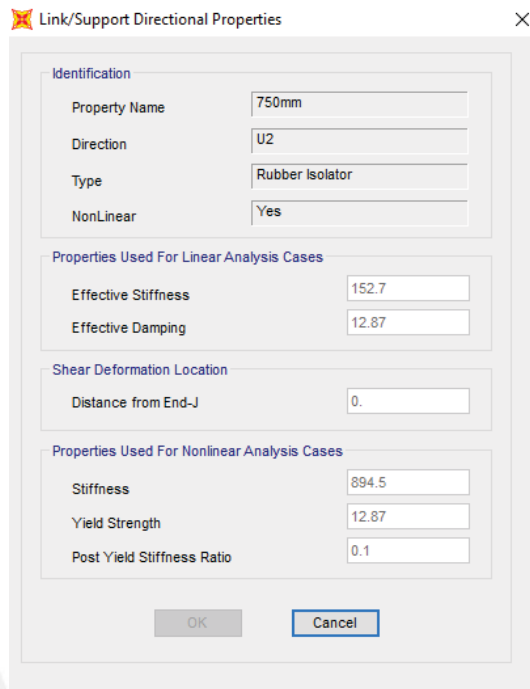 Link/Support Directional Properties
Identification
Property Name 750mm
Direction U2
Type Rubber Isolator
NonLinear Yes
Properties Used For Linear Analysis Cases
Effective Stiffness 152.7
Effective Damping 12.87
Shear Deformation Location
Distance from End-J 0.
Properties Used For Nonlinear Analysis Cases
Stiffness 894.5
Yield Strength 12.87
Post Yield Stiffness Ratio 0.1
OK Cancel